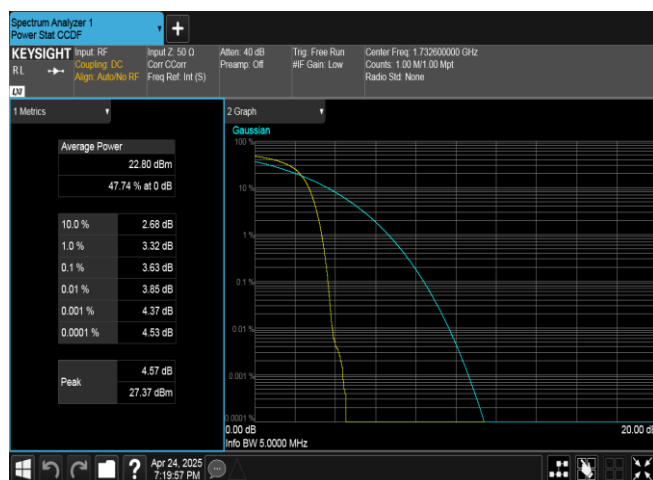 Spectrum Analyzer 1
Power Stat CCDF
+
KEYSIGHT
RL
LXI
Input: RF
Coupling: DC
Align: Auto/No RF
Input Z: 50 Ω
Corr CCorr
Freq Ref: Int (S)
Atten: 40 dB
Preamp: Off
Trig: Free Run
#IF Gain: Low
Center Freq: 1.732600000 GHz
Counts: 1.00 M/1.00 Mpt
Radio Std: None
1 Metrics
Average Power
22.80 dBm
47.74 % at 0 dB
10.0 % 2.68 dB
1.0 % 3.32 dB
0.1 % 3.63 dB
0.01 % 3.85 dB
0.001 % 4.37 dB
0.0001 % 4.53 dB
Peak
4.57 dB
27.37 dBm
2 Graph
Gaussian
100 %
10 %
1 %
0.1 %
0.01 %
0.001 %
0.0001 %
0.00 dB
20.00 dB
Info BW 5.0000 MHz
?
Apr 24, 2025
7:19:57 PM